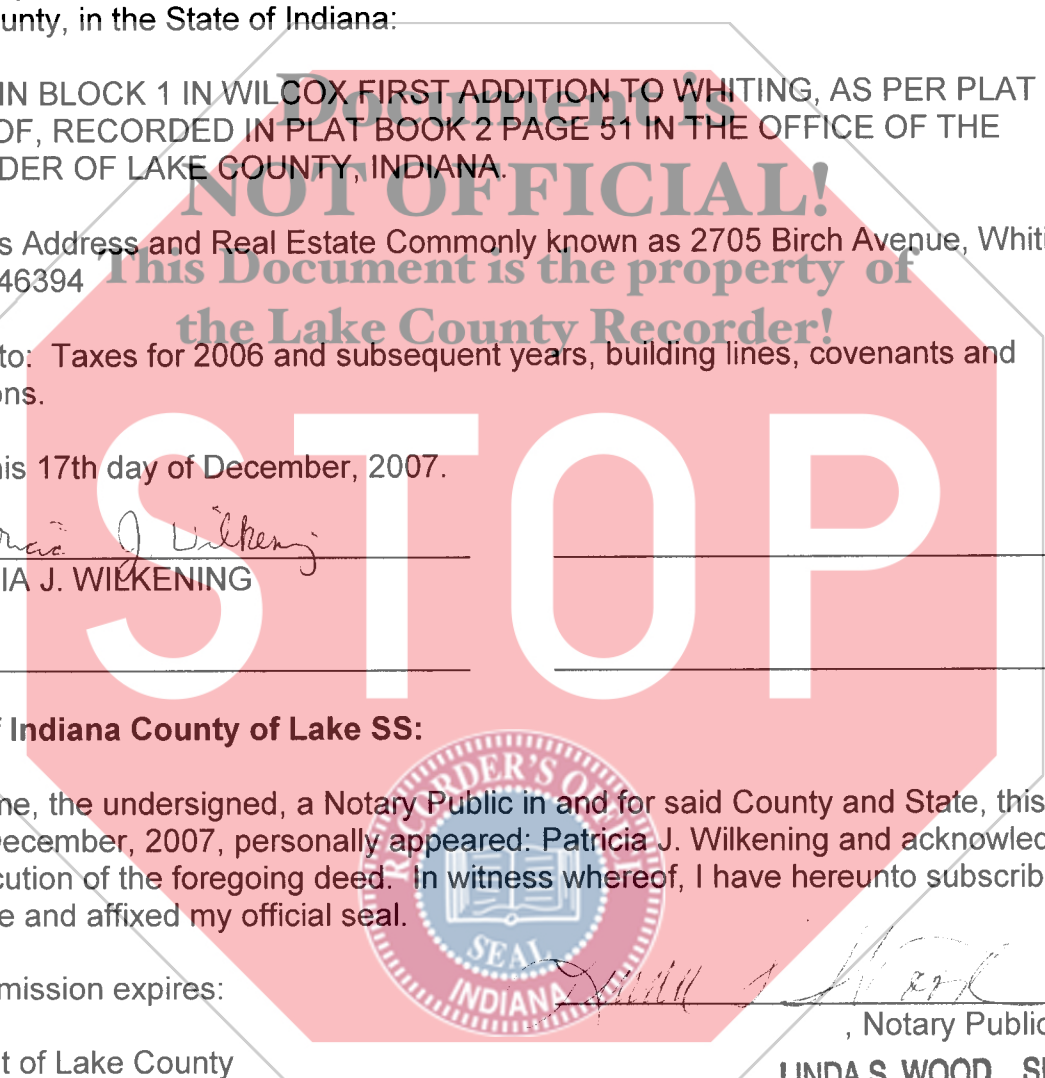 unty, in the State of Indiana:
IN BLOCK 1 IN WILCOX FIRST ADDITION TO WHITING, AS PER PLAT
OF, RECORDED IN PLAT BOOK 2 PAGE 51 IN THE OFFICE OF THE
DER OF LAKE COUNTY, INDIANA.
Document is
NOT OFFICIAL!
This Document is the property of
the Lake County Recorder!
s Address and Real Estate Commonly known as 2705 Birch Avenue, Whiti
46394
to: Taxes for 2006 and subsequent years, building lines, covenants and
ons.
STOP
nis 17th day of December, 2007.
J. Wilkening
IA J. WILKENING
f Indiana County of Lake SS:
ne, the undersigned, a Notary Public in and for said County and State, this
December, 2007, personally appeared: Patricia J. Wilkening and acknowled
cution of the foregoing deed. In witness whereof, I have hereunto subscrib
e and affixed my official seal.
RECORDER'S OFFICE
SEAL
INDIANA
mission expires:
, Notary Public
t of Lake County
LINDA S. WOOD